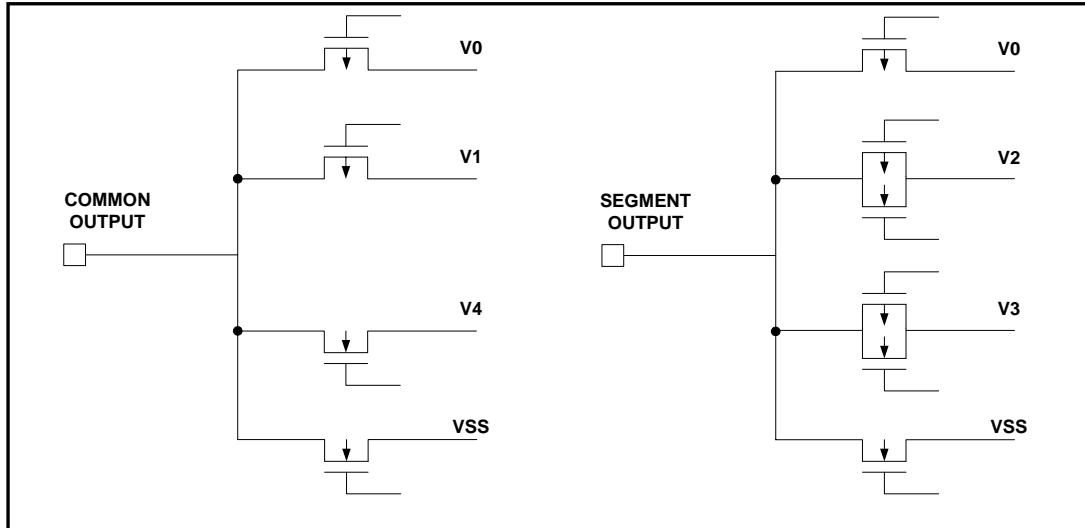 V0
V1
COMMON
OUTPUT
V4
VSS
V0
V2
SEGMENT
OUTPUT
V3
VSS